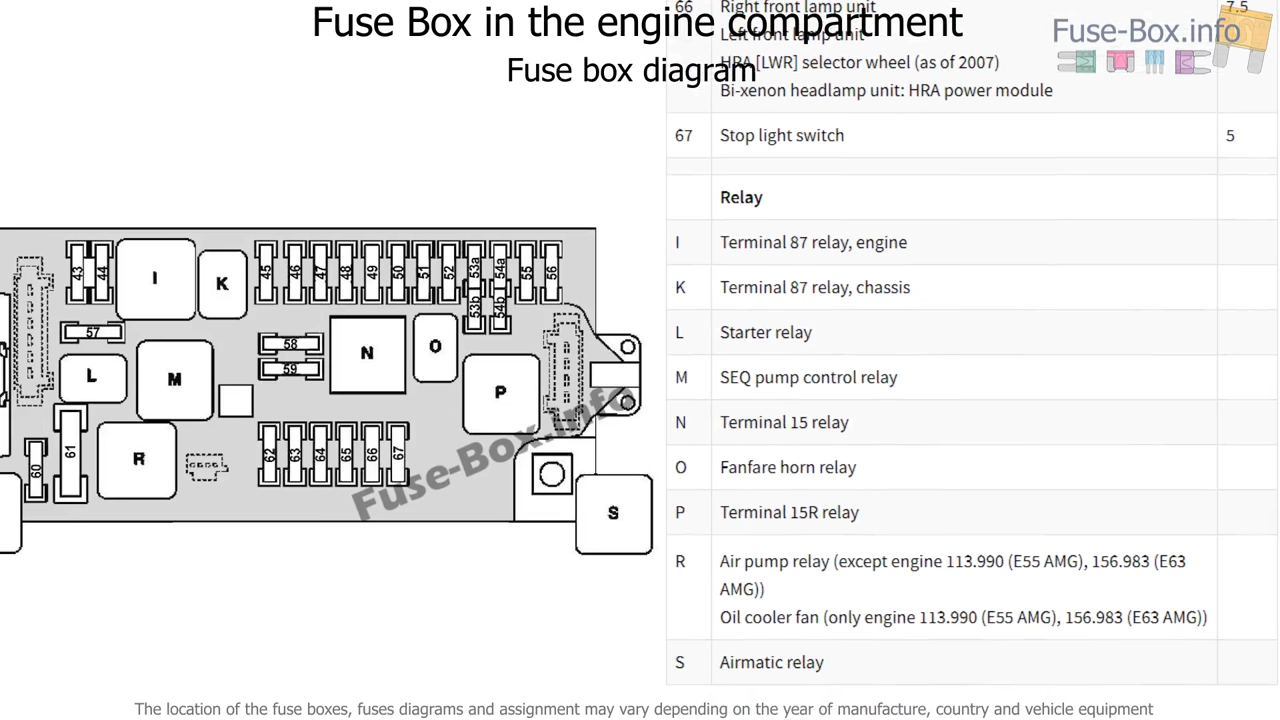 Fuse Box in the engine compartment
Fuse box diagram
Fuse-Box.info
66 Right front lamp unit 7.5
Left front lamp unit
HRA [LWR] selector wheel (as of 2007)
Bi-xenon headlamp unit: HRA power module
67 Stop light switch 5
Relay
I Terminal 87 relay, engine
K Terminal 87 relay, chassis
L Starter relay
M SEQ pump control relay
N Terminal 15 relay
O Fanfare horn relay
P Terminal 15R relay
R Air pump relay (except engine 113.990 (E55 AMG), 156.983 (E63
AMG))
Oil cooler fan (only engine 113.990 (E55 AMG), 156.983 (E63 AMG))
S Airmatic relay
43 44 I K 45 46 47 48 49 50 51 52 53a 54a 55 56
53b 54b
57
58
59
L M N O P
60 61 R 62 63 64 65 66 67
S
Fuse-Box.info
The location of the fuse boxes, fuses diagrams and assignment may vary depending on the year of manufacture, country and vehicle equipment